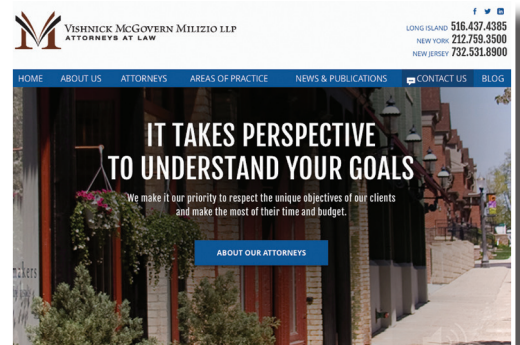 VISHNICK MCGOVERN MILIZIO LLP
ATTORNEYS AT LAW
LONG ISLAND 516.437.4385
NEW YORK 212.759.3500
NEW JERSEY 732.531.8900
HOME ABOUT US ATTORNEYS AREAS OF PRACTICE NEWS & PUBLICATIONS CONTACT US BLOG
IT TAKES PERSPECTIVE
TO UNDERSTAND YOUR GOALS
We make it our priority to respect the unique objectives of our clients
and make the most of their time and budget.
ABOUT OUR ATTORNEYS
makers